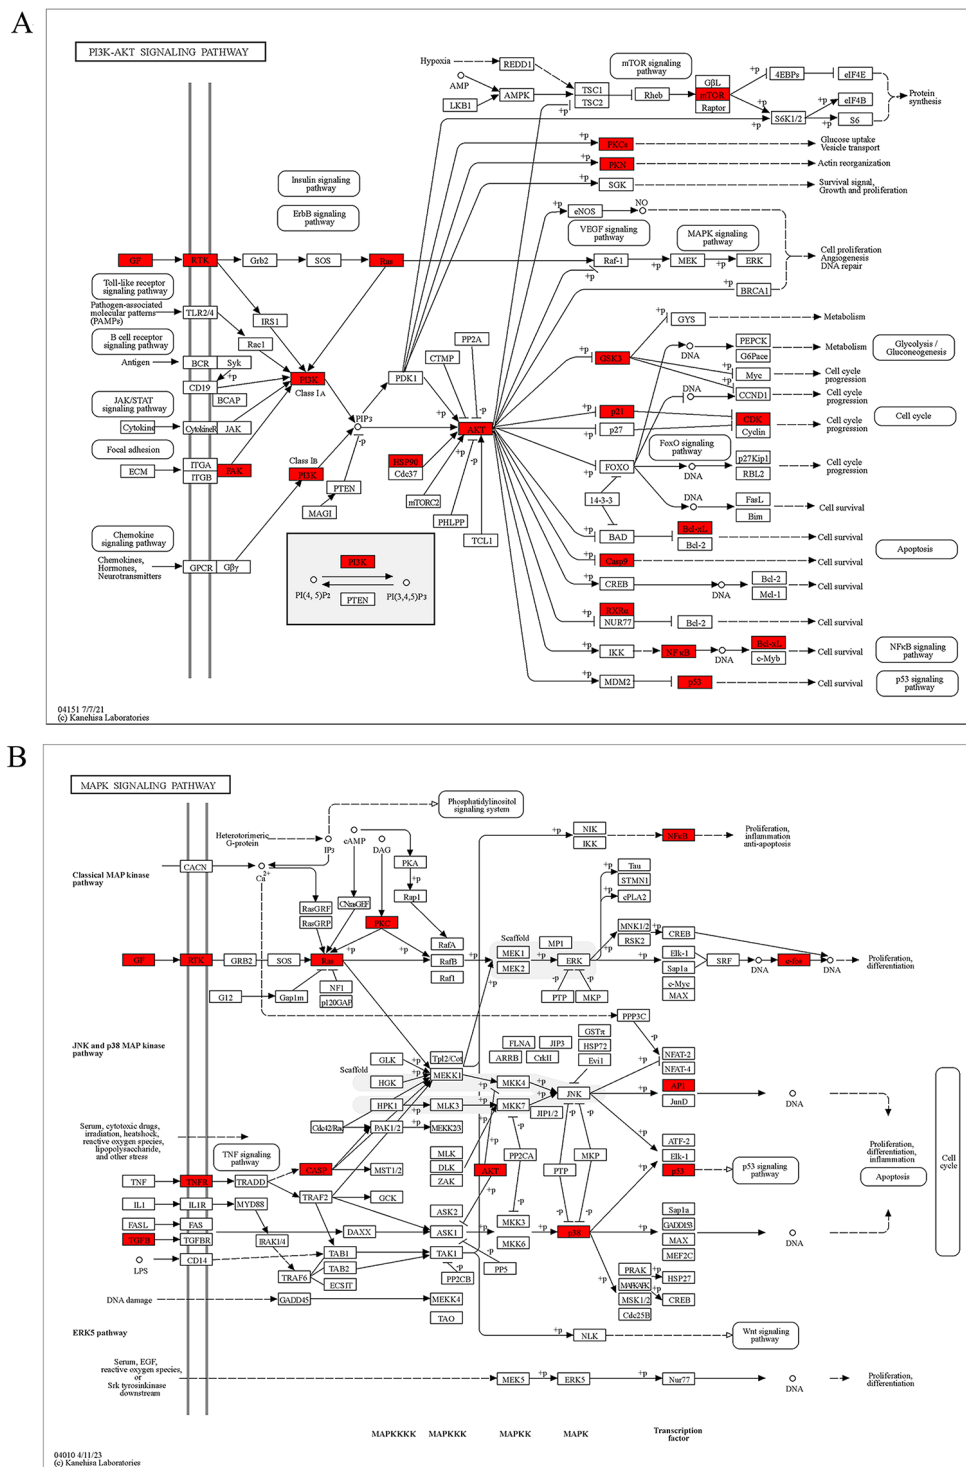 A
PI3K-AKT SIGNALING PATHWAY
Hypoxia
REDD1
mTOR signaling
pathway
AMP
LKB1
AMPK
TSC1
TSC2
Rheb
GβL
mTOR
Raptor
+p
4EBPs
eIF4E
Protein
synthesis
+p
S6K1/2
eIF4B
S6
+p
+p
+p
+p
PKCs
Glucose uptake
Vesicle transport
+p
PKN
Actin reorganization
+p
SGK
Survival signal,
Growth and proliferation
Insulin signaling
pathway
ErbB signaling
pathway
+p
eNOS
NO
VEGF signaling
pathway
MAPK signaling
pathway
Cell proliferation
Angiogenesis
DNA repair
GF
RTK
Grb2
SOS
Ras
Raf-1
+p
MEK
+p
ERK
+p
+p
BRCA1
Toll-like receptor
signaling pathway
Pathogen-associated
molecular patterns
(PAMPs)
TLR2/4
IRS1
Rac1
B cell receptor
signaling pathway
Antigen
BCR
Syk
+p
CD19
BCAP
PI3K
Class IA
PDK1
CTMP
PP2A
+p
-p
+p
GSK3
+p
GYS
Metabolism
DNA
PEPCK
G6Pace
Metabolism
Glycolysis /
Gluconeogenesis
+p
Myc
Cell cycle
progression
+p
DNA
CCND1
Cell cycle
progression
JAK/STAT
signaling pathway
Cytokine
CytokineR
JAK
PIP3
-p
AKT
+p
p21
+p
p27
CDK
Cyclin
Cell cycle
progression
Cell cycle
Focal adhesion
ECM
ITGA
ITGB
FAK
Class IB
PI3K
PTEN
MAGI
HSP90
Cdc37
+p
+p
-p
mTORC2
PHLPP
TCL1
FoxO signaling
pathway
+p
FOXO
DNA
p27Kip1
RBL2
Cell cycle
progression
14-3-3
DNA
FasL
Bim
Cell survival
Chemokine
signaling pathway
Chemokines,
Hormones,
Neurotransmitters
GPCR
Gβγ
PI3K
PI(4, 5)P2
PI(3,4,5)P3
PTEN
+p
BAD
Bcl-xL
Bcl-2
Cell survival
Apoptosis
+p
Casp9
Cell survival
+p
CREB
DNA
Bcl-2
Mcl-1
Cell survival
+p
RXRα
NUR77
Bcl-2
Cell survival
+p
IKK
NFκB
DNA
Bcl-xL
c-Myb
Cell survival
NFκB signaling
pathway
+p
MDM2
p53
Cell survival
p53 signaling
pathway
04151 7/7/21
(c) Kanehisa Laboratories
B
MAPK SIGNALING PATHWAY
Phosphatidylinositol
signaling system
Heterotorimeric
G-protein
IP3
cAMP
DAG
PKA
+p
NIK
IKK
NFκB
Proliferation,
inflammation
anti-apoptosis
Classical MAP kinase
pathway
CACN
Ca2+
RasGRF
RasGRP
CNrasGEF
PKC
Rap1
+p
Tau
STMN1
cPLA2
+p
+p
+p
RafA
Scaffold
MP1
MNK1/2
RSK2
CREB
GF
RTK
GRB2
SOS
Ras
+p
RafB
+p
MEK1
MEK2
+p
ERK
+p
Elk-1
Sap1a
c-Myc
MAX
SRF
DNA
c-fos
DNA
Proliferation,
differentiation
Raf1
G12
Gap1m
NF1
p120GAP
+p
-p
-p
PTP
MKP
PPP3C
JNK and p38 MAP kinase
pathway
GLK
+p
Tpl2/Cot
Scaffold
HGK
+p
MEKK1
+p
MKK4
+p
FLNA
JIP3
ARRB
CrkII
GSTπ
HSP72
Evi1
-p
NFAT-2
NFAT-4
HPK1
+p
MLK3
+p
MKK7
+p
JNK
+p
AP1
JunD
DNA
JIP1/2
Cdc42/Rac
PAK1/2
+p
MEKK2/3
Serum, cytotoxic drugs,
irradiation, heatshock,
reactive oxygen species,
lipopolysaccharide,
and other stress
TNF signaling
pathway
CASP
MST1/2
MLK
DLK
ZAK
AKT
-p
-p
PP2CA
PTP
MKP
-p
-p
+p
ATF-2
Elk-1
p53
p53 signaling
pathway
Proliferation,
differentiation,
inflammation
Apoptosis
Cell
cycle
TNF
TNFR
TRADD
IL1
IL1R
MYD88
TRAF2
GCK
ASK2
FASL
FAS
DAXX
ASK1
+p
MKK3
MKK6
+p
p38
+p
Sap1a
GADD153
MAX
MEF2C
DNA
TGFB
TGFBR
IRAK1/4
TAB1
TAB2
TAK1
+p
-p
PP2CB
PP5
LPS
CD14
TRAF6
ECSIT
+p
PRAK
MAPKAPK
MSK1/2
Cdc25B
HSP27
CREB
DNA damage
GADD45
MEKK4
TAO
ERK5 pathway
+p
NLK
Wnt signaling
pathway
Serum, EGF,
reactive oxygen species,
or
Srk tyrosinkinase
downstream
MEK5
+p
ERK5
+p
Nur77
DNA
Proliferation,
differentiation
MAPKKKK
MAPKKK
MAPKK
MAPK
Transcription
factor
04010 4/11/23
(c) Kanehisa Laboratories